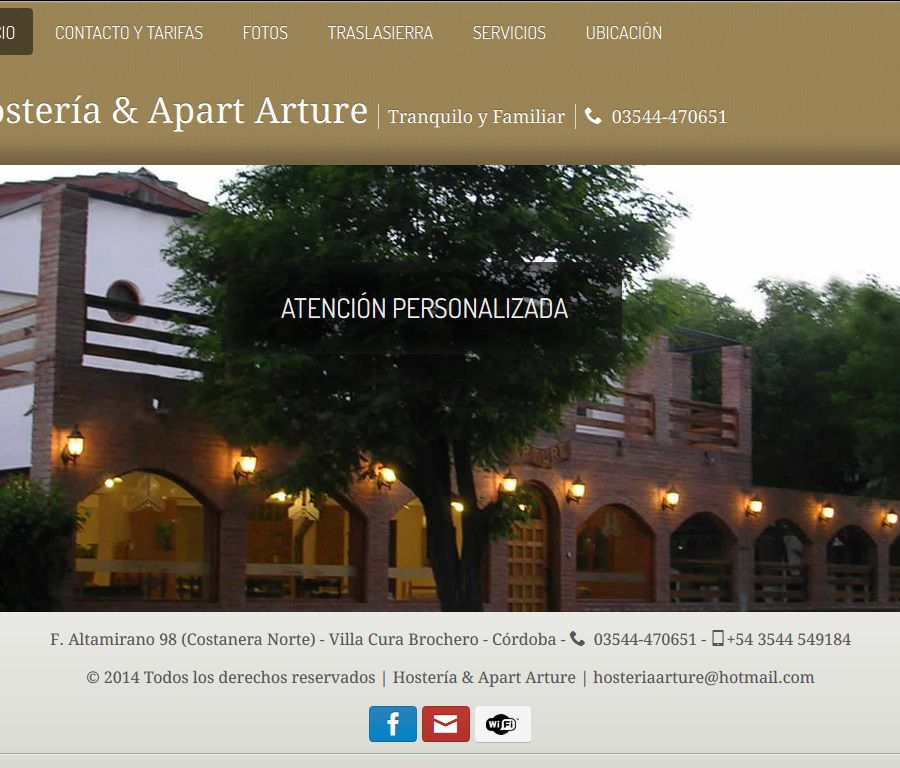 CIO CONTACTO Y TARIFAS FOTOS TRASLASIERRA SERVICIOS UBICACIÓN
ostería & Apart Arture | Tranquilo y Familiar | 03544-470651
ATENCIÓN PERSONALIZADA
F. Altamirano 98 (Costanera Norte) - Villa Cura Brochero - Córdoba - 03544-470651 - +54 3544 549184
© 2014 Todos los derechos reservados | Hostería & Apart Arture | hosteriaarture@hotmail.com
f WiFi